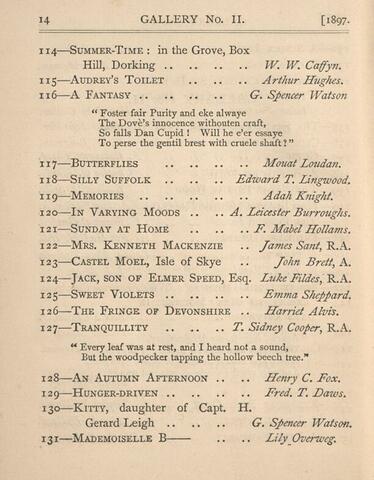 14 GALLERY No. II. [1897.
114—SUMMER-TIME: in the Grove, Box
Hill, Dorking .. .. .. W. W. Caffyn.
115—AUDREY'S TOILET .. .. Arthur Hughes.
116—A FANTASY .. .. .. G. Spencer Watson
"Foster fair Purity and eke alwaye
The Dovè's innocence withouten craft,
So falls Dan Cupid! Will he e'er essaye
To perse the gentil brest with cruele shaft?"
117—BUTTERFLIES .. .. .. Mouat Loudan.
118—SILLY SUFFOLK .. .. Edward T. Lingwood.
119—MEMORIES .. .. .. Adah Knight.
120—IN VARYING MOODS .. .. A. Leicester Burroughs.
121—SUNDAY AT HOME .. .. F. Mabel Hollams.
122—MRS. KENNETH MACKENZIE .. James Sant, R.A.
123—CASTEL MOEL, Isle of Skye .. John Brett, A.
124—JACK, SON OF ELMER SPEED, Esq. Luke Fildes, R.A.
125—SWEET VIOLETS .. .. .. Emma Sheppard.
126—THE FRINGE OF DEVONSHIRE .. Harriet Alvis.
127—TRANQUILLITY .. .. T. Sidney Cooper, R.A.
"Every leaf was at rest, and I heard not a sound,
But the woodpecker tapping the hollow beech tree."
128—AN AUTUMN AFTERNOON .. .. Henry C. Fox.
129—HUNGER-DRIVEN .. .. .. Fred. T. Daws.
130—KITTY, daughter of Capt. H.
Gerard Leigh .. .. G. Spencer Watson.
131—MADEMOISELLE B—— .. .. Lily Overweg.